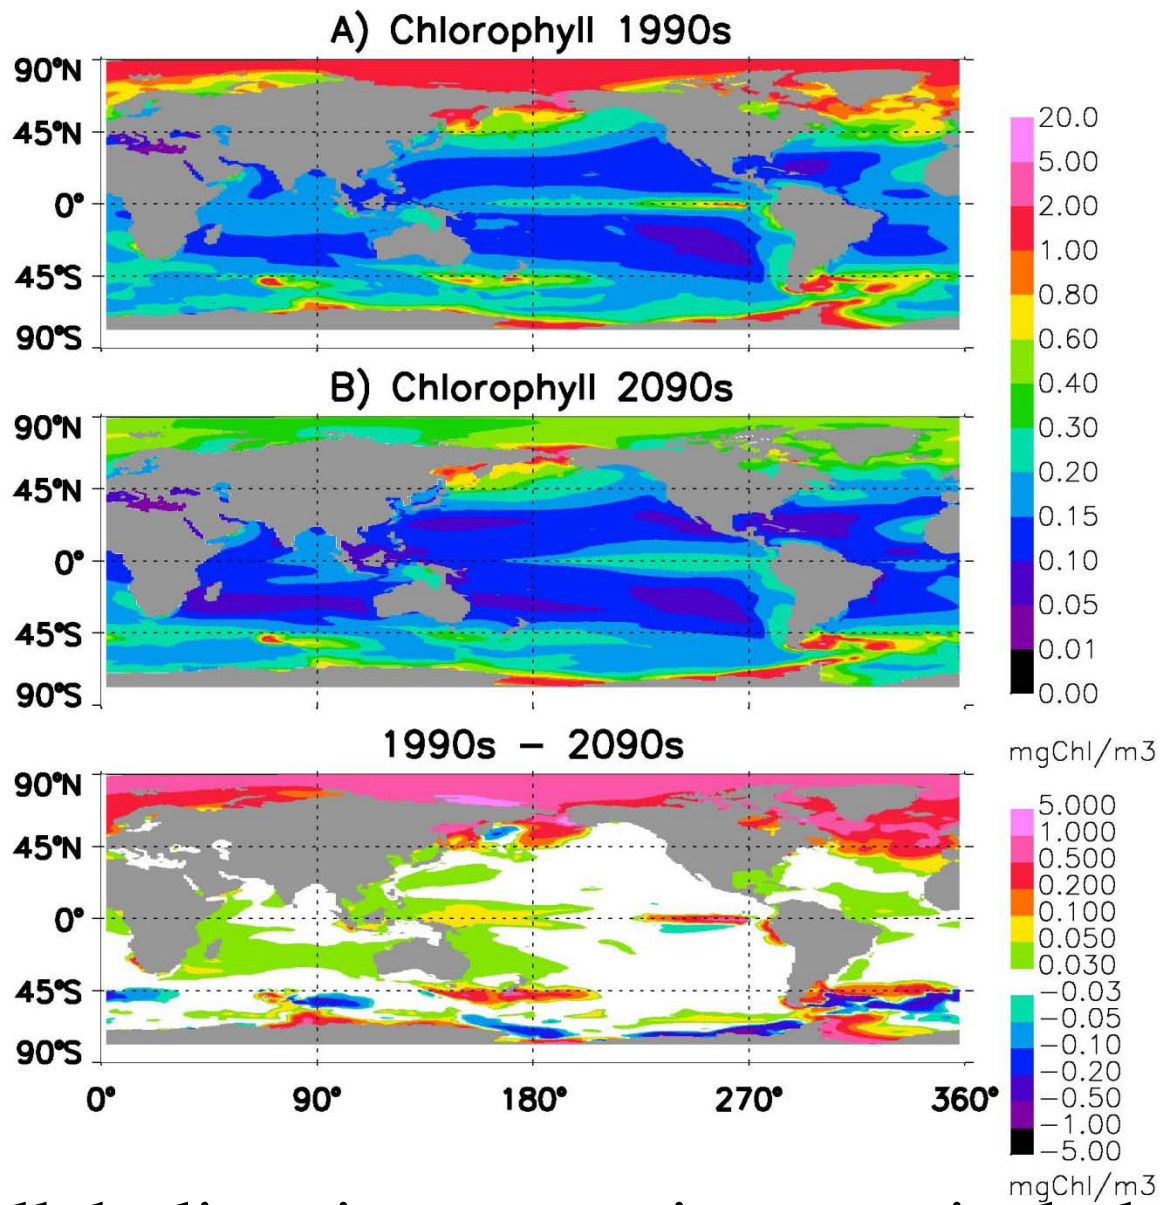 A) Chlorophyll 1990s
90°N
45°N
0°
45°S
90°S
B) Chlorophyll 2090s
90°N
45°N
0°
45°S
90°S
20.0
5.00
2.00
1.00
0.80
0.60
0.40
0.30
0.20
0.15
0.10
0.05
0.01
0.00
mgChl/m3
1990s – 2090s
90°N
45°N
0°
45°S
90°S
0° 90° 180° 270° 360°
5.000
1.000
0.500
0.200
0.100
0.050
0.030
−0.03
−0.05
−0.10
−0.20
−0.50
−1.00
−5.00
mgChl/m3